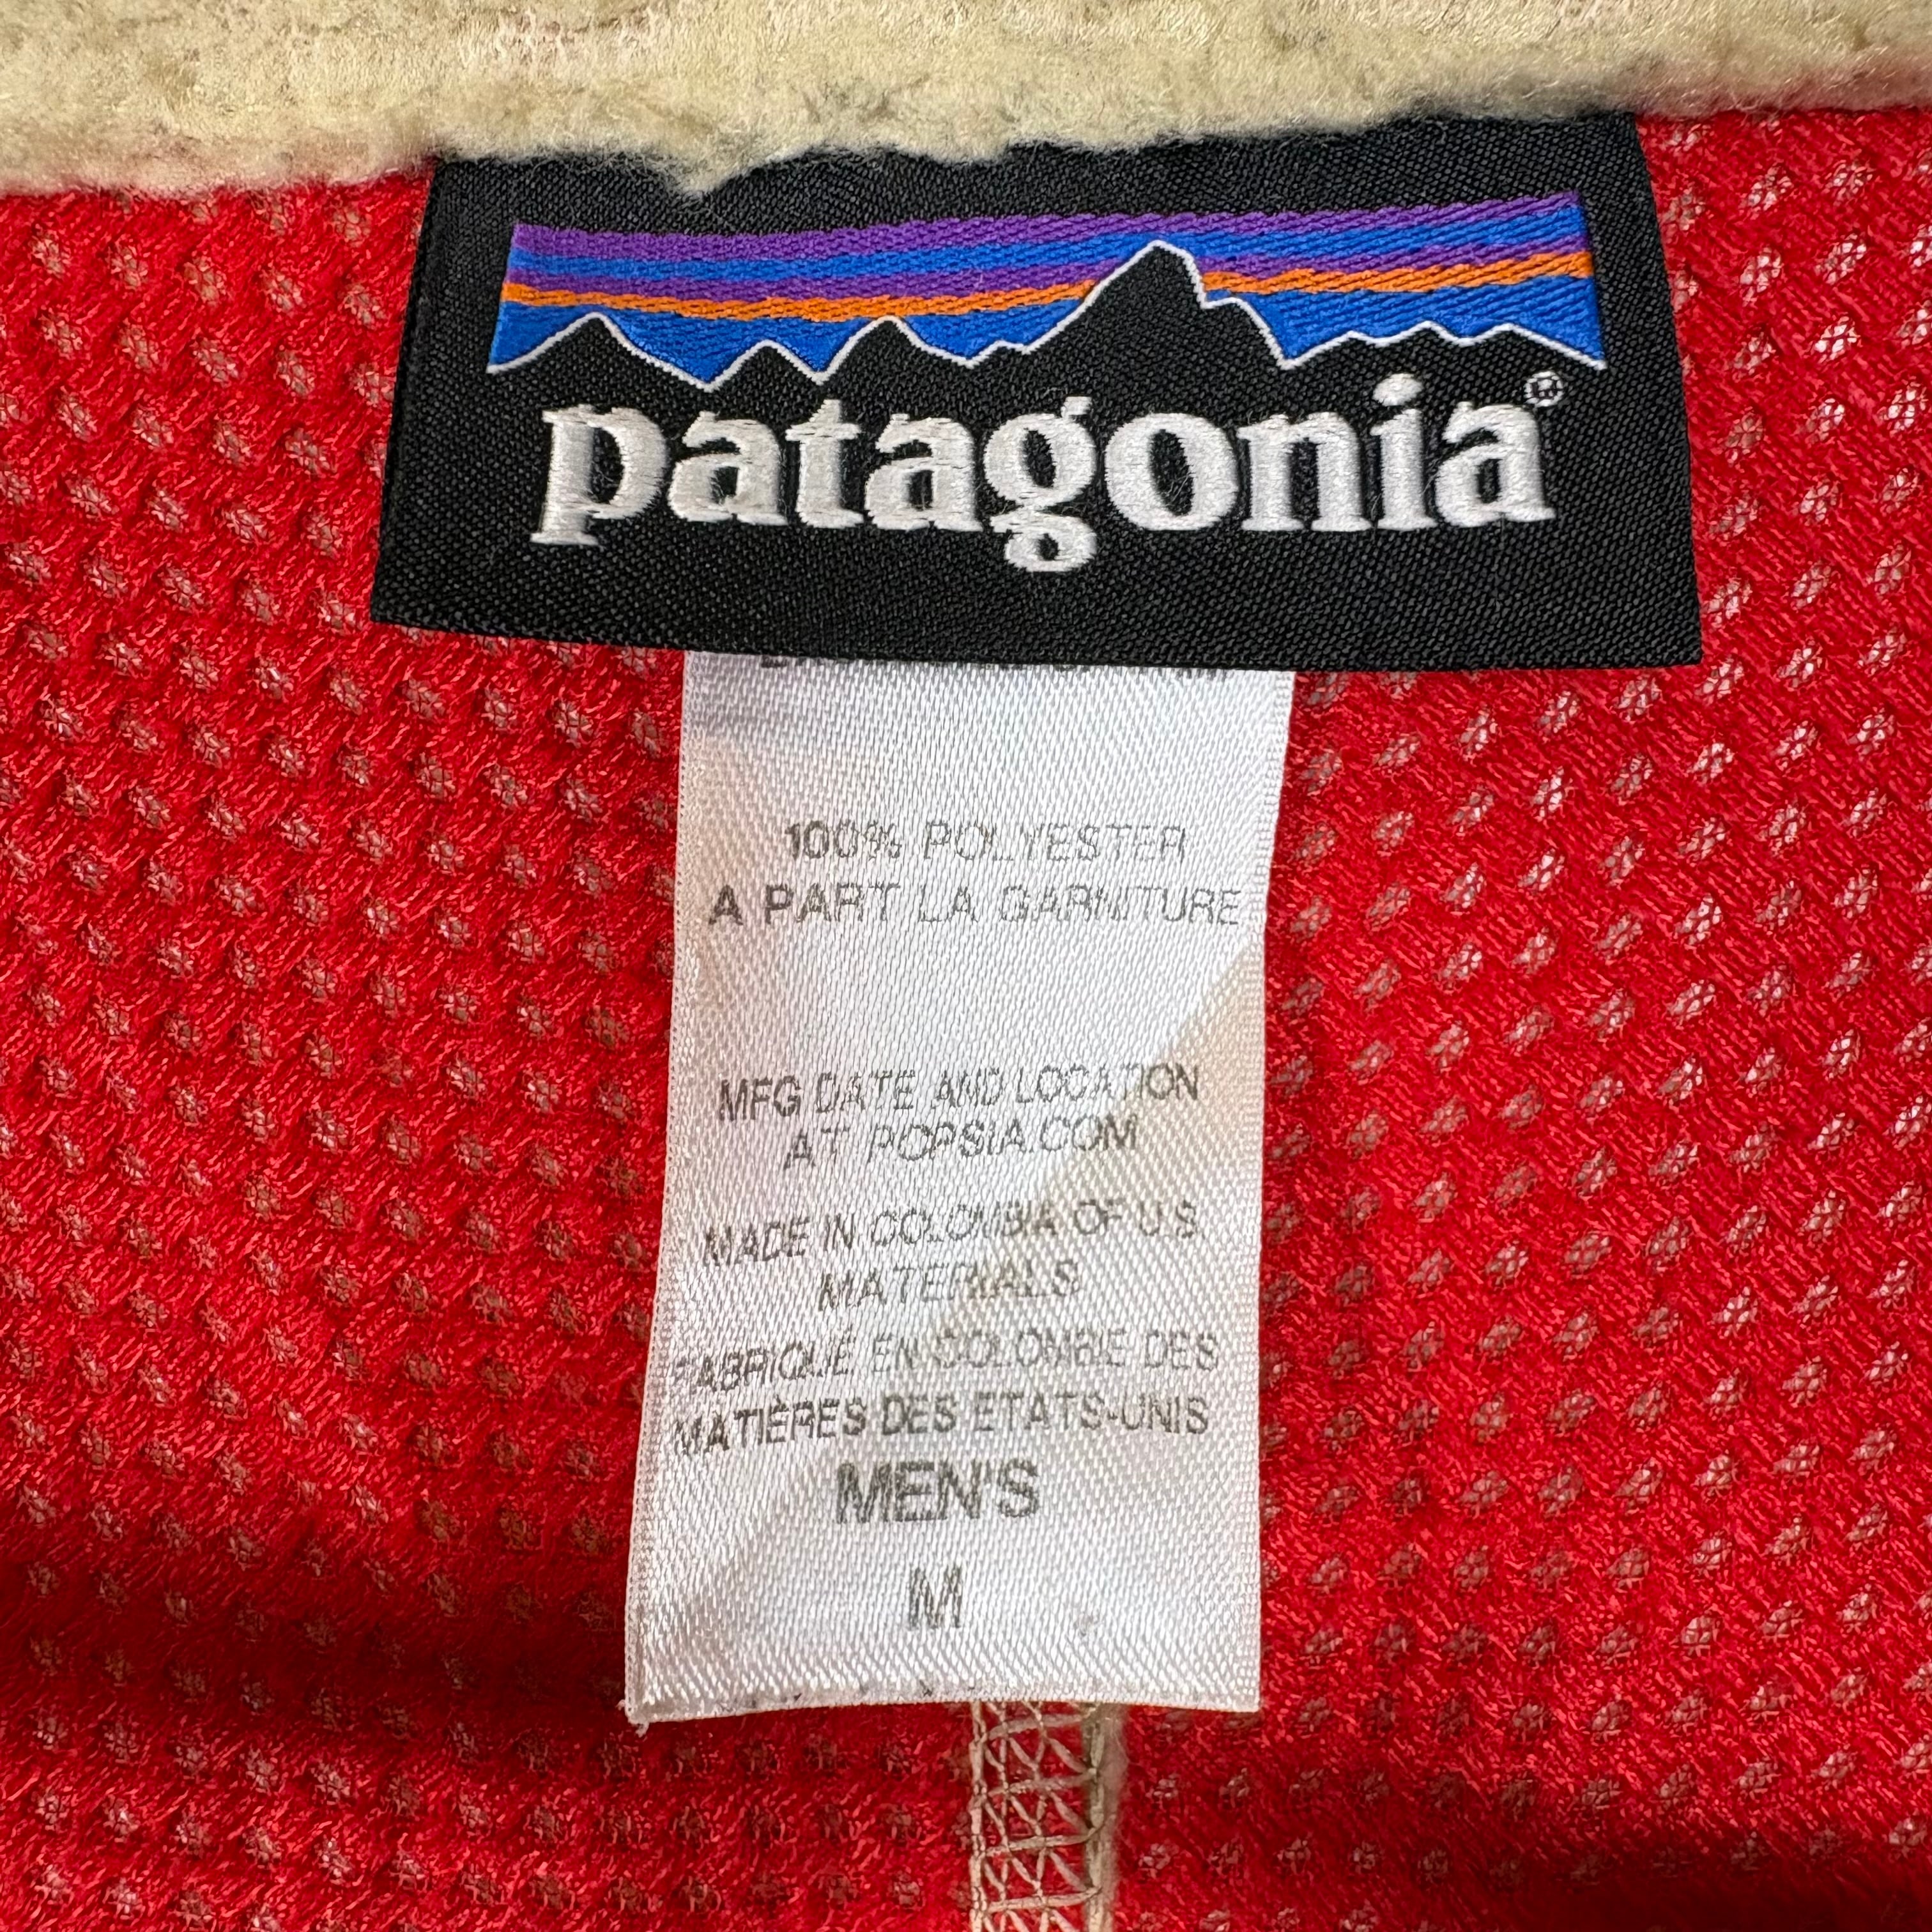 patagonia®
100% POLYESTER
A PART LA GARNITURE
MFG DATE AND LOCATION
AT POPSIA.COM
MADE IN COLOMBIA OF U.S
MATERIALS
FABRIQUÉ EN COLOMBIE DES
MATIÈRES DES ETATS-UNIS
MEN'S
M